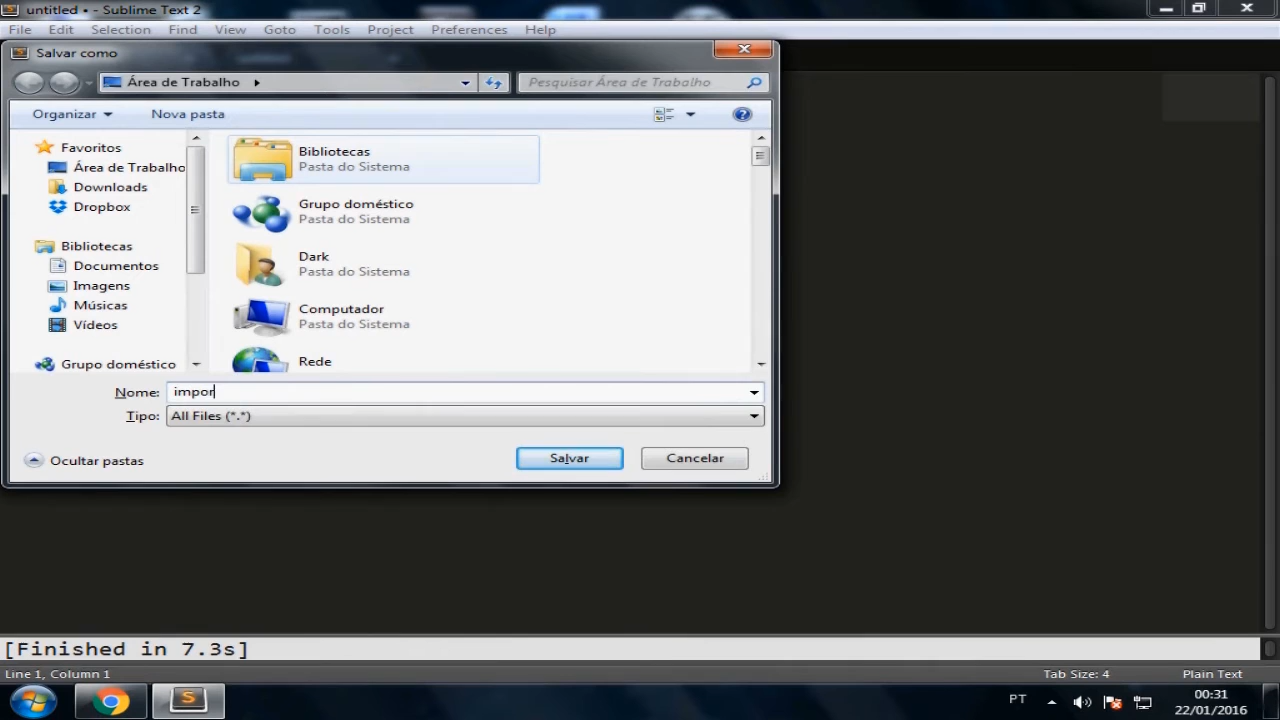 untitled • - Sublime Text 2
File Edit Selection Find View Goto Tools Project Preferences Help
Salvar como
Área de Trabalho
Pesquisar Área de Trabalho
Organizar Nova pasta
Favoritos
Área de Trabalho
Downloads
Dropbox
Bibliotecas
Documentos
Imagens
Músicas
Vídeos
Grupo doméstico
Bibliotecas
Pasta do Sistema
Grupo doméstico
Pasta do Sistema
Dark
Pasta do Sistema
Computador
Pasta do Sistema
Rede
Nome: impor
Tipo: All Files (*.*)
Ocultar pastas Salvar Cancelar
[Finished in 7.3s]
Line 1, Column 1 Tab Size: 4 Plain Text
PT 00:31
22/01/2016